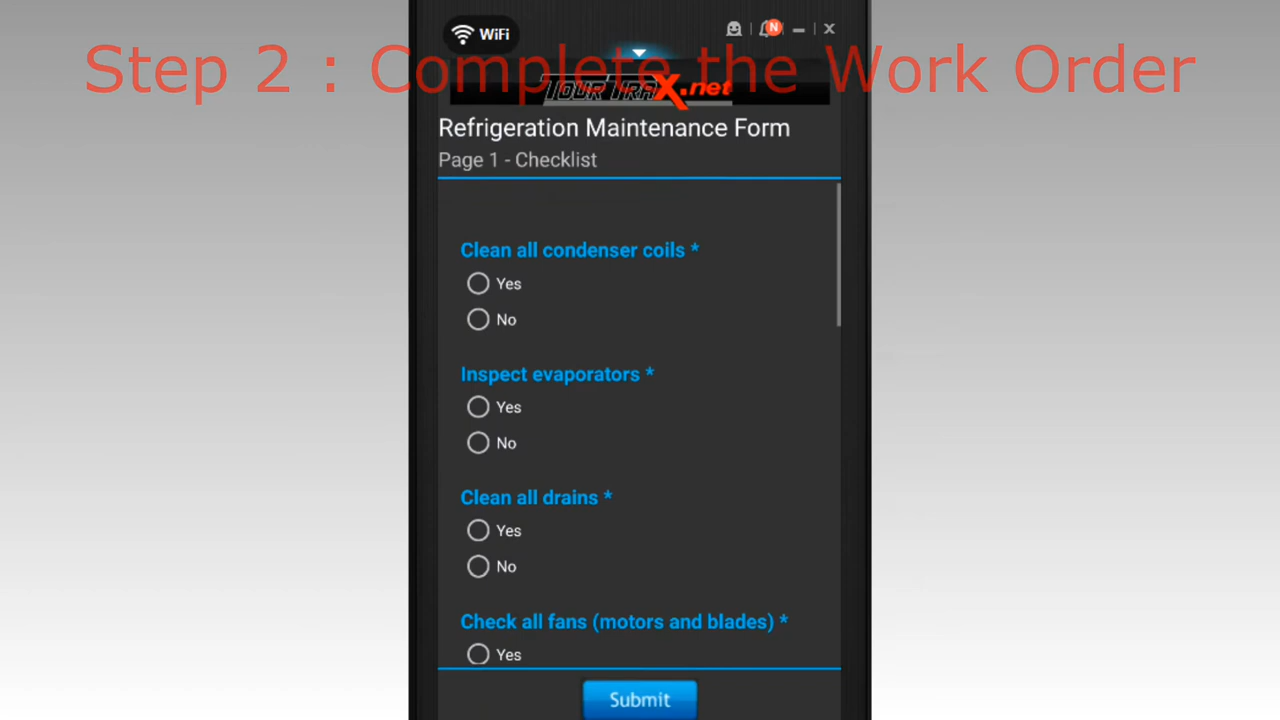 WiFi
N
Step 2 : Complete the Work Order
TOURTRAX.net
Refrigeration Maintenance Form
Page 1 - Checklist
Clean all condenser coils *
Yes
No
Inspect evaporators *
Yes
No
Clean all drains *
Yes
No
Check all fans (motors and blades) *
Yes
Submit